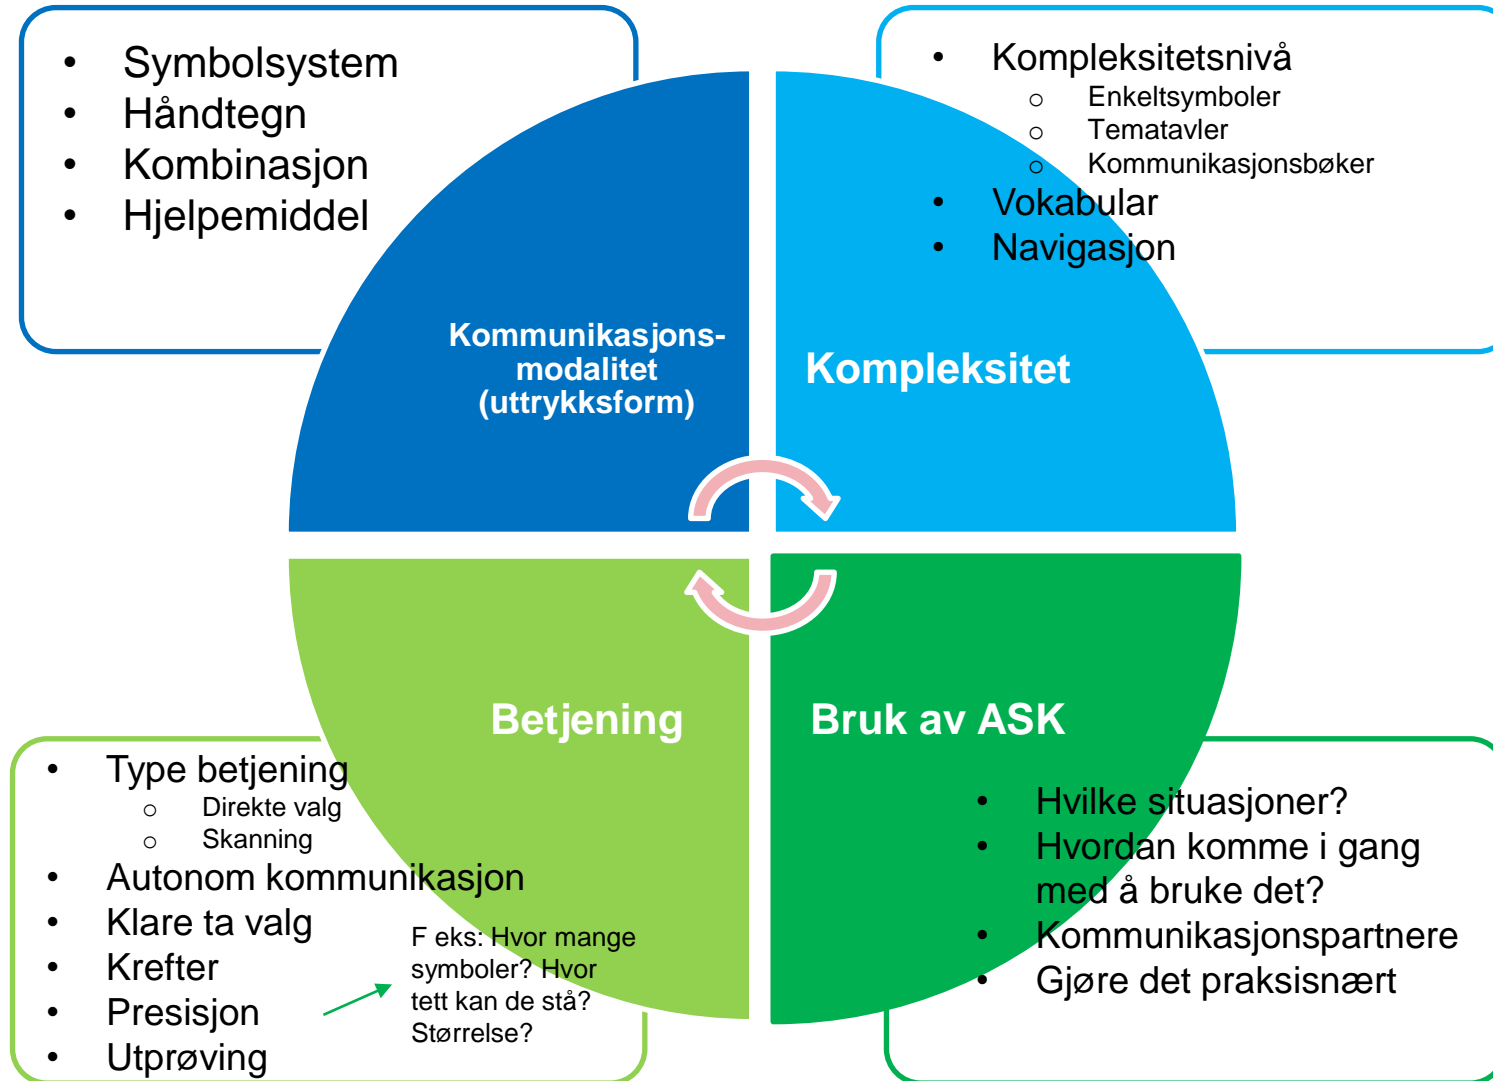 • Symbolsystem
• Håndtegn
• Kombinasjon
• Hjelpemiddel
Kommunikasjons-
modalitet
(uttrykksform)
• Kompleksitetsnivå
o Enkeltsymboler
o Tematavler
o Kommunikasjonsbøker
• Vokabular
• Navigasjon
Kompleksitet
Betjening
• Type betjening
o Direkte valg
o Skanning
• Autonom kommunikasjon
• Klare ta valg
• Krefter
• Presisjon
• Utprøving
F eks: Hvor mange
symboler? Hvor
tett kan de stå?
Størrelse?
Bruk av ASK
• Hvilke situasjoner?
• Hvordan komme i gang
med å bruke det?
• Kommunikasjonspartnere
• Gjøre det praksisnært